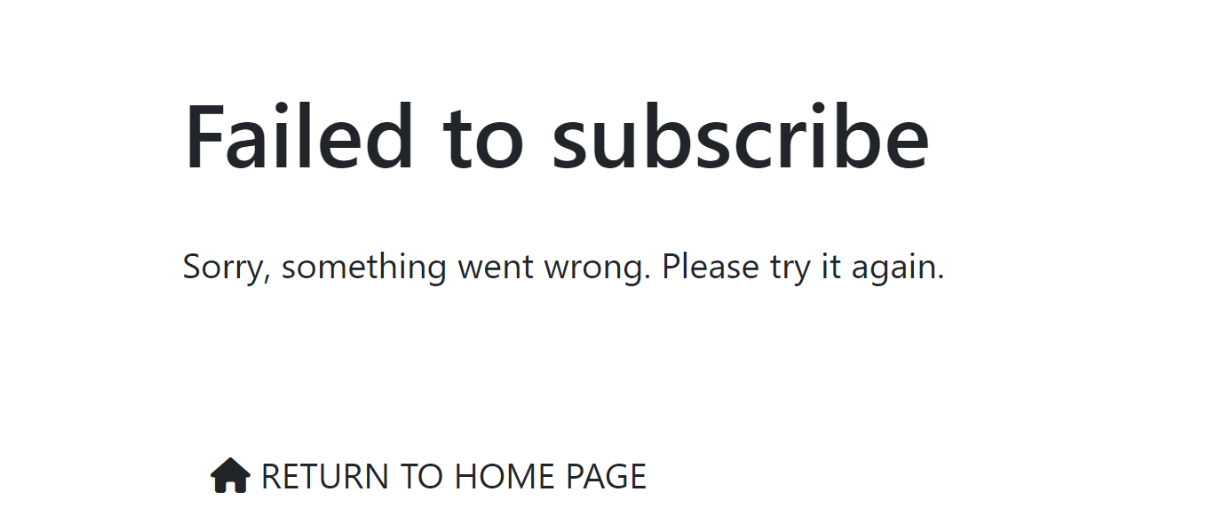 Failed to subscribe
Sorry, something went wrong. Please try it again.
RETURN TO HOME PAGE